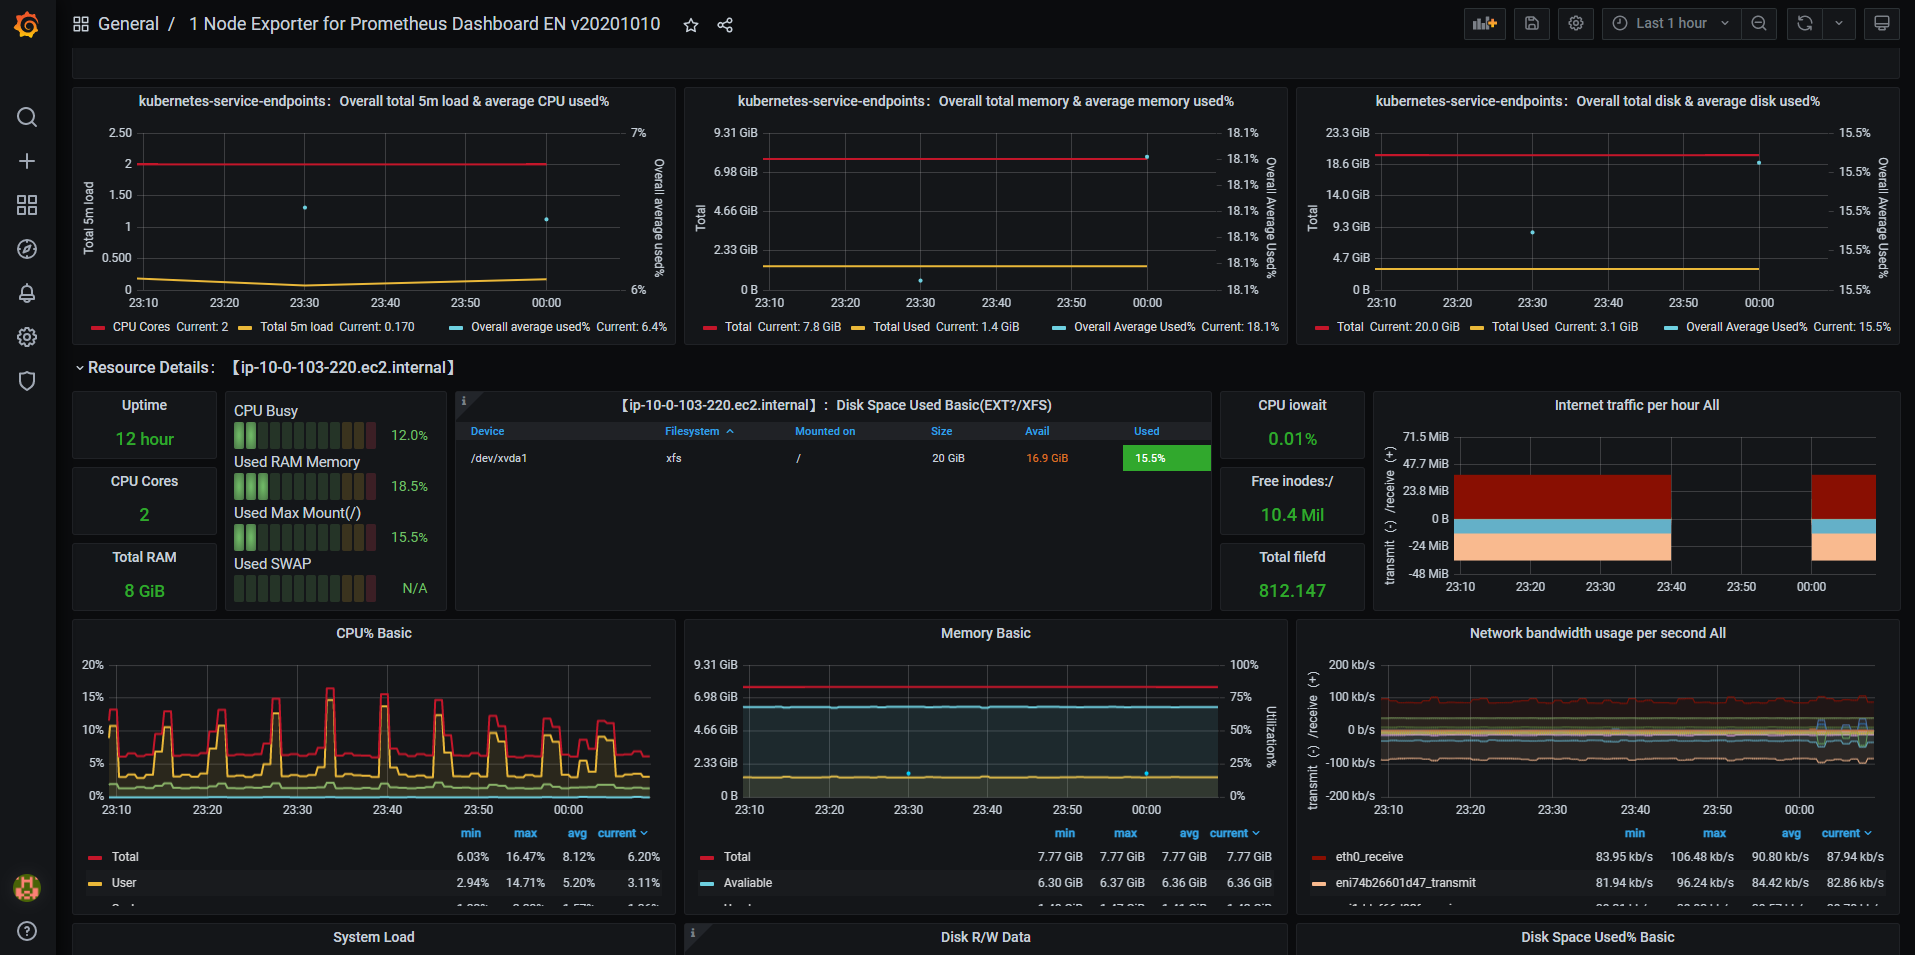 General / 1 Node Exporter for Prometheus Dashboard EN v20201010
Last 1 hour
kubernetes-service-endpoints: Overall total 5m load & average CPU used%
2.50
2
1.50
1
0.500
0
Total 5m load
7%
6%
Overall average used%
23:10 23:20 23:30 23:40 23:50 00:00
CPU Cores Current: 2 Total 5m load Current: 0.170 Overall average used% Current: 6.4%
kubernetes-service-endpoints: Overall total memory & average memory used%
9.31 GiB
6.98 GiB
4.66 GiB
2.33 GiB
0 B
Total
18.1%
18.1%
18.1%
18.1%
18.1%
18.1%
18.1%
Overall Average Used%
23:10 23:20 23:30 23:40 23:50 00:00
Total Current: 7.8 GiB Total Used Current: 1.4 GiB Overall Average Used% Current: 18.1%
kubernetes-service-endpoints: Overall total disk & average disk used%
23.3 GiB
18.6 GiB
14.0 GiB
9.3 GiB
4.7 GiB
0 B
Total
15.5%
15.5%
15.5%
15.5%
15.5%
Overall Average Used%
23:10 23:20 23:30 23:40 23:50 00:00
Total Current: 20.0 GiB Total Used Current: 3.1 GiB Overall Average Used% Current: 15.5%
Resource Details: 【ip-10-0-103-220.ec2.internal】
Uptime
12 hour
CPU Cores
2
Total RAM
8 GiB
CPU Busy
12.0%
Used RAM Memory
18.5%
Used Max Mount(/)
15.5%
Used SWAP
N/A
【ip-10-0-103-220.ec2.internal】: Disk Space Used Basic(EXT?/XFS)
Device Filesystem Mounted on Size Avail Used
/dev/xvda1 xfs / 20 GiB 16.9 GiB 15.5%
CPU iowait
0.01%
Free inodes:/
10.4 Mil
Total filefd
812.147
Internet traffic per hour All
71.5 MiB
47.7 MiB
23.8 MiB
0 B
-24 MiB
-48 MiB
transmit (-) /receive (+)
23:10 23:20 23:30 23:40 23:50 00:00
CPU% Basic
20%
15%
10%
5%
0%
23:10 23:20 23:30 23:40 23:50 00:00
min max avg current
Total 6.03% 16.47% 8.12% 6.20%
User 2.94% 14.71% 5.20% 3.11%
Memory Basic
9.31 GiB
6.98 GiB
4.66 GiB
2.33 GiB
0 B
100%
75%
50%
25%
0%
Utilization%
23:10 23:20 23:30 23:40 23:50 00:00
min max avg current
Total 7.77 GiB 7.77 GiB 7.77 GiB 7.77 GiB
Avaliable 6.30 GiB 6.37 GiB 6.36 GiB 6.36 GiB
Network bandwidth usage per second All
200 kb/s
100 kb/s
0 b/s
-100 kb/s
-200 kb/s
transmit (-) /receive (+)
23:10 23:20 23:30 23:40 23:50 00:00
min max avg current
eth0_receive 83.95 kb/s 106.48 kb/s 90.80 kb/s 87.94 kb/s
eni74b26601d47_transmit 81.94 kb/s 96.24 kb/s 84.42 kb/s 82.86 kb/s
System Load
Disk R/W Data
Disk Space Used% Basic